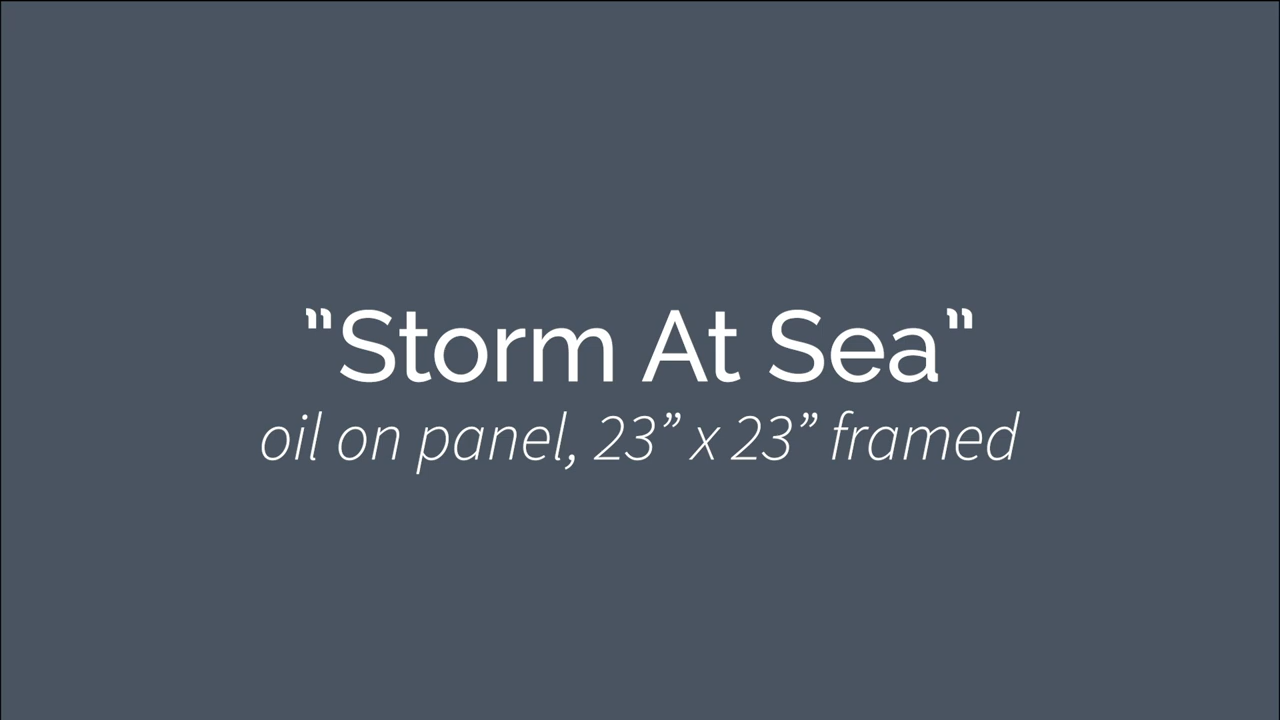 "Storm At Sea"
oil on panel, 23” x 23” framed